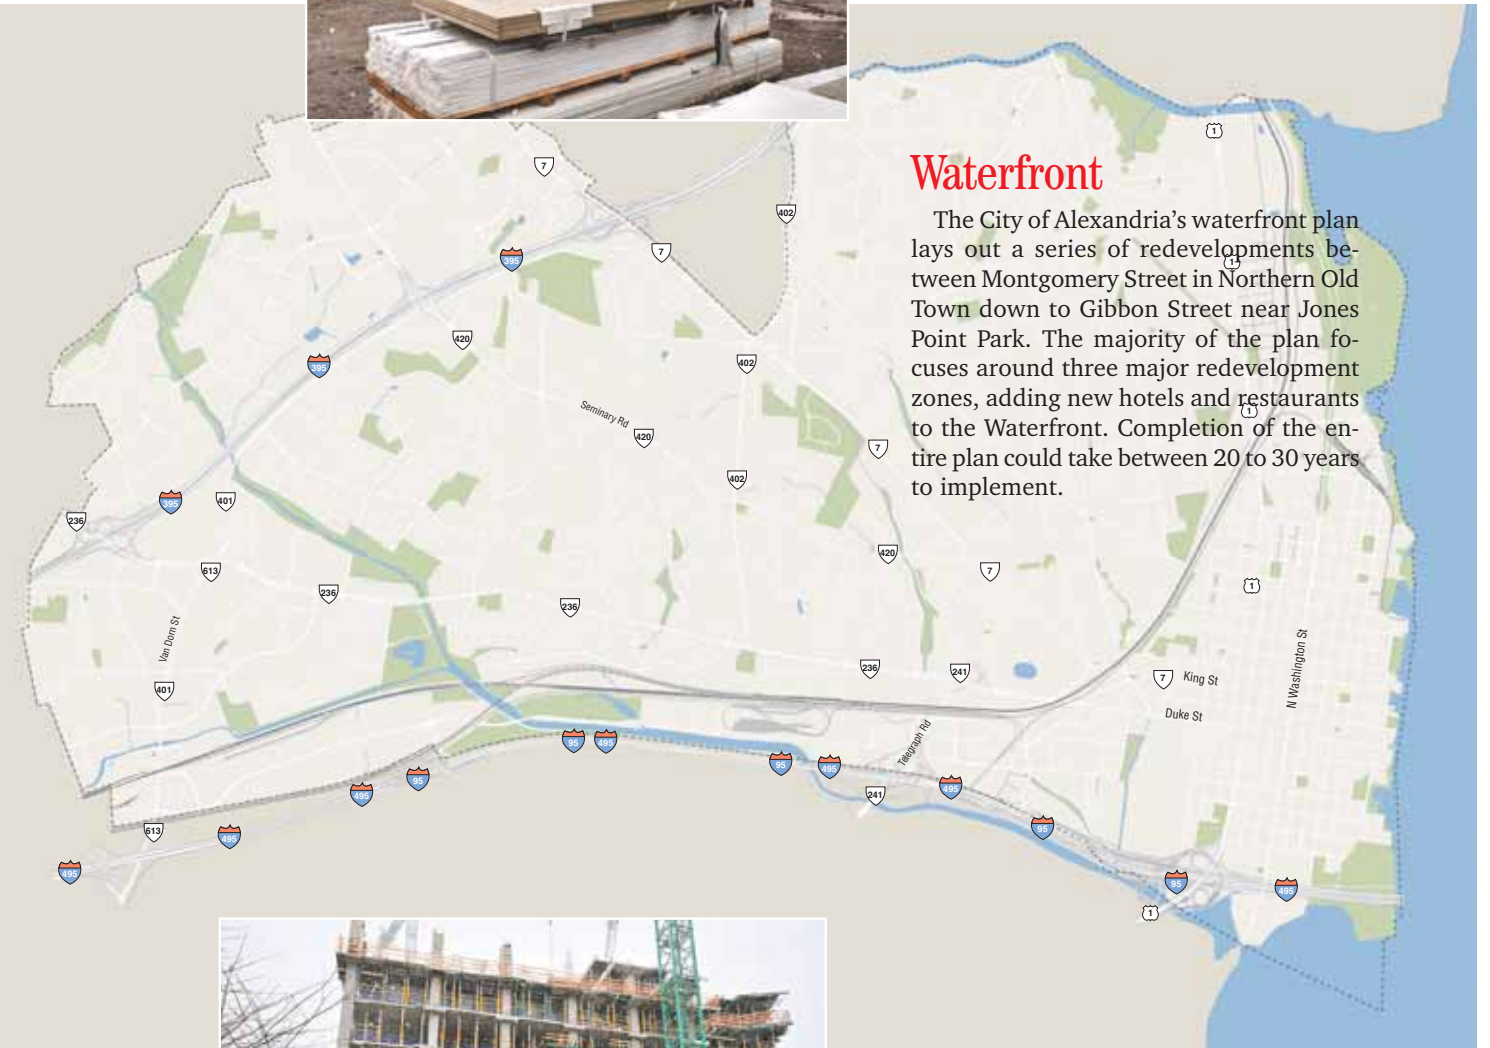 Waterfront
The City of Alexandria's waterfront plan
lays out a series of redevelopments be-
tween Montgomery Street in Northern Old
Town down to Gibbon Street near Jones
Point Park. The majority of the plan fo-
cuses around three major redevelopment
zones, adding new hotels and restaurants
to the Waterfront. Completion of the en-
tire plan could take between 20 to 30 years
to implement.
1
7
402
7
395
1
420
402
395
1
Seminary Rd
420
7
402
395
401
236
420
613
7
1
236
236
Van Dorn St
N Washington St
236
241
7
King St
401
Duke St
Telegraph Rd
95
495
95
495
95
495
495
241
95
613
495
495
95
495
1